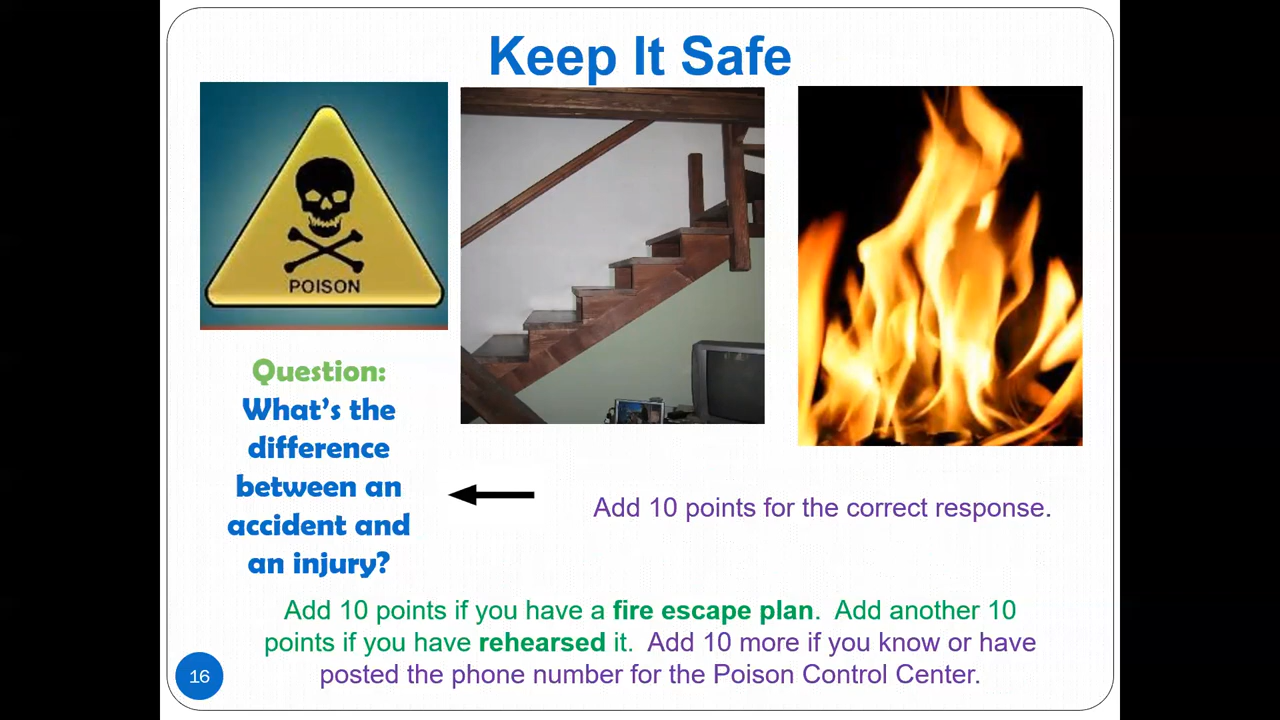 Keep It Safe
POISON
Question:
What's the
difference
between an
accident and
an injury?
Add 10 points for the correct response.
Add 10 points if you have a fire escape plan.  Add another 10
points if you have rehearsed it.  Add 10 more if you know or have
posted the phone number for the Poison Control Center.
16